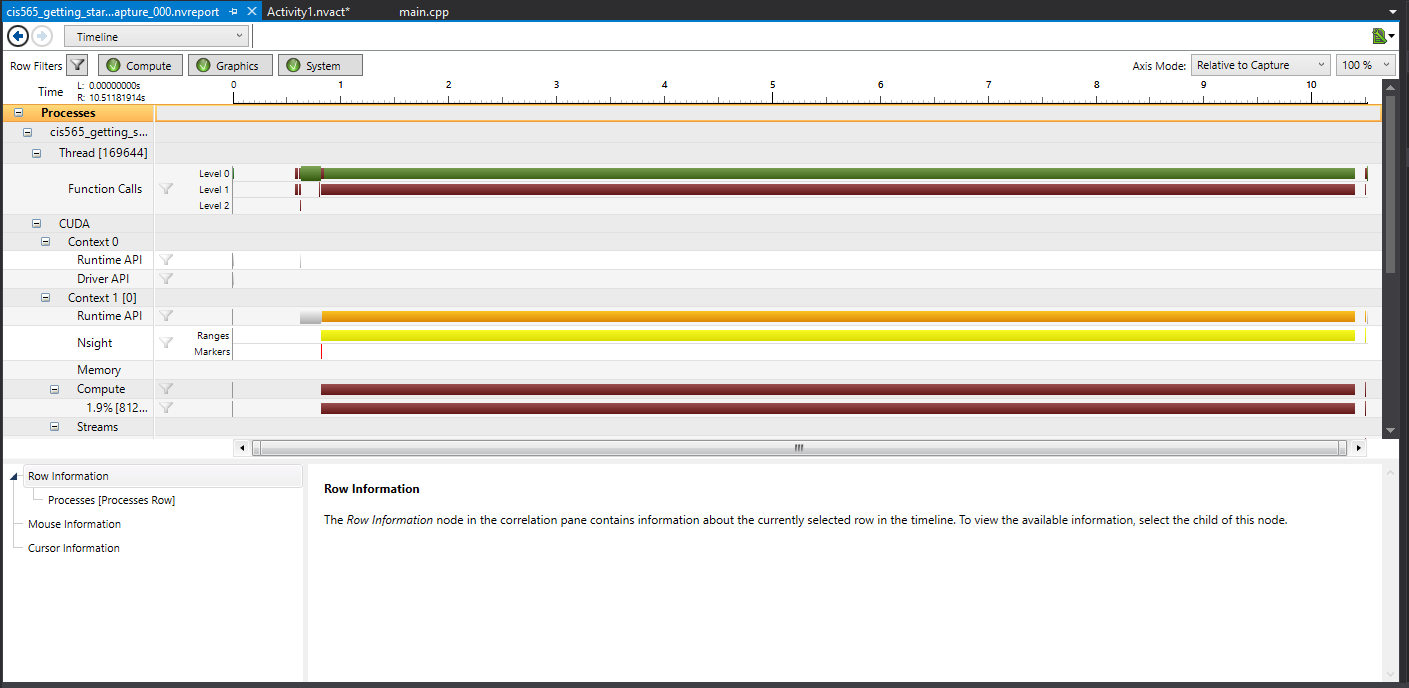 cis565_getting_star...apture_000.nvreport Activity1.nvact* main.cpp
Timeline
Row Filters Compute Graphics System Axis Mode: Relative to Capture 100 %
Time L: 0.00000000s R: 10.51181914s 0 1 2 3 4 5 6 7 8 9 10
Processes
cis565_getting_s...
Thread [169644]
Function Calls Level 0
Level 1
Level 2
CUDA
Context 0
Runtime API
Driver API
Context 1 [0]
Runtime API
Nsight Ranges
Markers
Memory
Compute
1.9% [812...
Streams
Row Information
Processes [Processes Row]
Mouse Information
Cursor Information
Row Information
The Row Information node in the correlation pane contains information about the currently selected row in the timeline. To view the available information, select the child of this node.